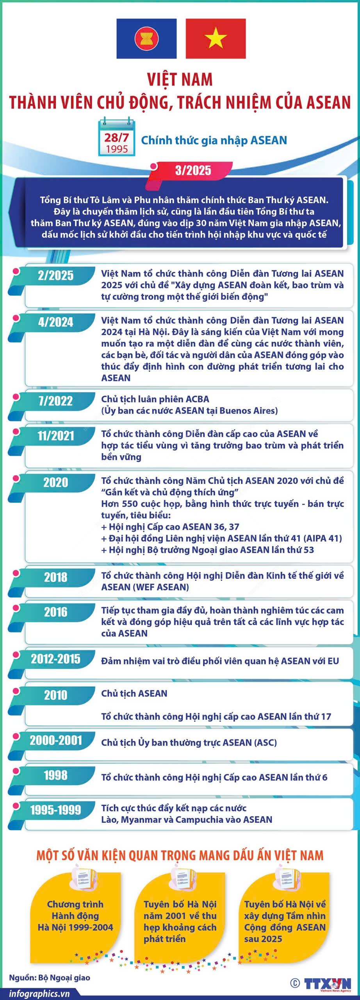 VIỆT NAM
THÀNH VIÊN CHỦ ĐỘNG, TRÁCH NHIỆM CỦA ASEAN
28/7
1995
Chính thức gia nhập ASEAN
3/2025
Tổng Bí thư Tô Lâm và Phu nhân thăm chính thức Ban Thư ký ASEAN.
Đây là chuyến thăm lịch sử, cũng là lần đầu tiên Tổng Bí thư ta
thăm Ban Thư ký ASEAN, đúng vào dịp 30 năm Việt Nam gia nhập ASEAN,
dấu mốc lịch sử khởi đầu cho tiến trình hội nhập khu vực và quốc tế
2/2025
Việt Nam tổ chức thành công Diễn đàn Tương lai ASEAN
2025 với chủ đề "Xây dựng ASEAN đoàn kết, bao trùm và
tự cường trong một thế giới biến động"
4/2024
Việt Nam tổ chức thành công Diễn đàn Tương lai ASEAN
2024 tại Hà Nội. Đây là sáng kiến của Việt Nam với mong
muốn tạo ra một diễn đàn để cùng các nước thành viên,
các bạn bè, đối tác và người dân của ASEAN đóng góp vào
thúc đẩy định hình con đường phát triển tương lai cho
ASEAN
7/2022
Chủ tịch luân phiên ACBA
(Ủy ban các nước ASEAN tại Buenos Aires)
11/2021
Tổ chức thành công Diễn đàn cấp cao của ASEAN về
hợp tác tiểu vùng vì tăng trưởng bao trùm và phát triển
bền vững
2020
Tổ chức thành công Năm Chủ tịch ASEAN 2020 với chủ đề
“Gắn kết và chủ động thích ứng”
Hơn 550 cuộc họp, bằng hình thức trực tuyến - bán trực
tuyến, tiêu biểu:
+ Hội nghị Cấp cao ASEAN 36, 37
+ Đại hội đồng Liên nghị viện ASEAN lần thứ 41 (AIPA 41)
+ Hội nghị Bộ trưởng Ngoại giao ASEAN lần thứ 53
2018
Tổ chức thành công Hội nghị Diễn đàn Kinh tế thế giới về
ASEAN (WEF ASEAN)
2016
Tiếp tục tham gia đầy đủ, hoàn thành nghiêm túc các cam
kết và đóng góp hiệu quả trên tất cả các lĩnh vực hợp tác
của ASEAN
2012-2015
Đảm nhiệm vai trò điều phối viên quan hệ ASEAN với EU
2010
Chủ tịch ASEAN
Tổ chức thành công Hội nghị cấp cao ASEAN lần thứ 17
2000-2001
Chủ tịch Ủy ban thường trực ASEAN (ASC)
1998
Tổ chức thành công Hội nghị Cấp cao ASEAN lần thứ 6
1995-1999
Tích cực thúc đẩy kết nạp các nước
Lào, Myanmar và Campuchia vào ASEAN
MỘT SỐ VĂN KIỆN QUAN TRỌNG MANG DẤU ẤN VIỆT NAM
Chương trình
Hành động
Hà Nội 1999-2004
Tuyên bố Hà Nội
năm 2001 về thu
hẹp khoảng cách
phát triển
Tuyên bố Hà Nội về
xây dựng Tầm nhìn
Cộng đồng ASEAN
sau 2025
Nguồn: Bộ Ngoại giao
infographics.vn
© TTXVN
Vietnam News Agency